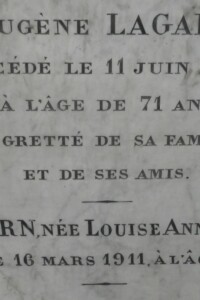 UGÈNE LAGA
CÉDÉ LE 11 JUIN
À L'ÂGE DE 71 AN
GRETTÉ DE SA FAM
ET DE SES AMIS.
RN, NÉE LOUISE ANN
E 16 MARS 1911, À L'ÂG